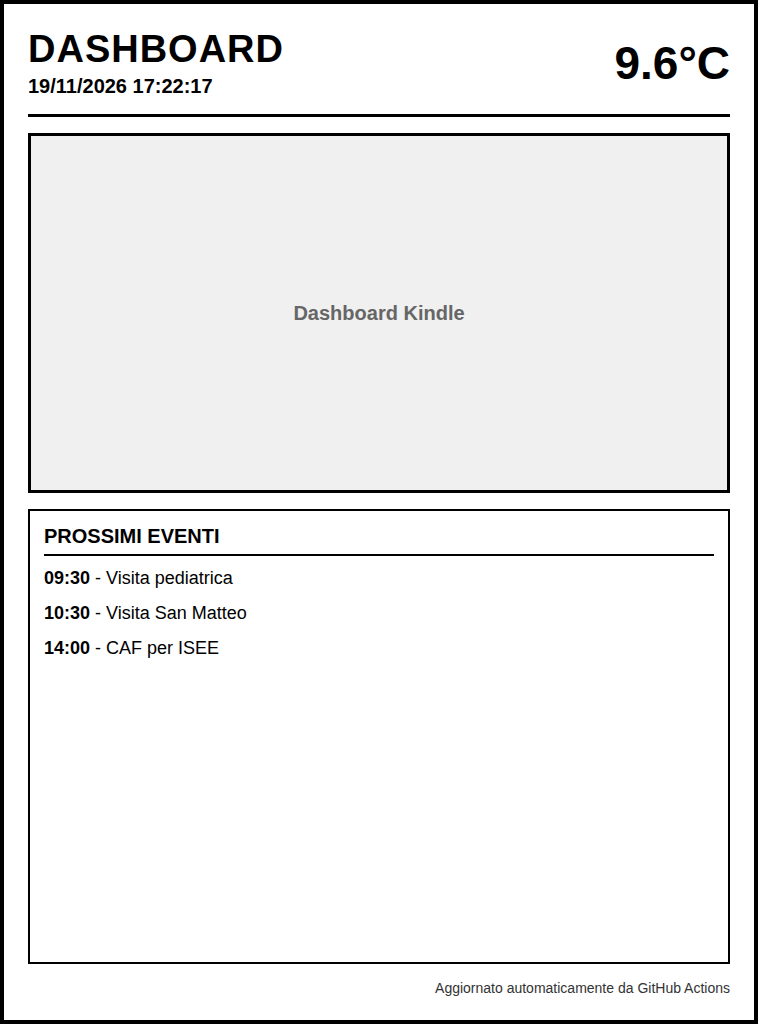 DASHBOARD
19/11/2026 17:22:17
9.6°C
Dashboard Kindle
PROSSIMI EVENTI
09:30 - Visita pediatrica
10:30 - Visita San Matteo
14:00 - CAF per ISEE
Aggiornato automaticamente da GitHub Actions